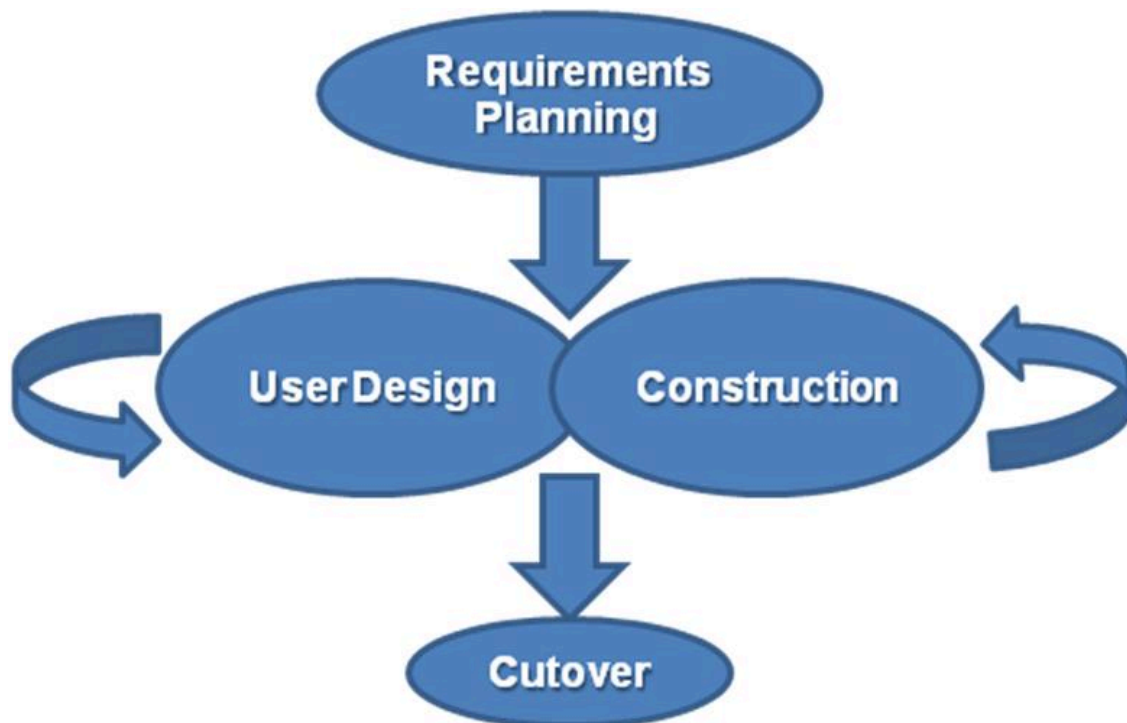 Requirements
Planning
User Design
Construction
Cutover